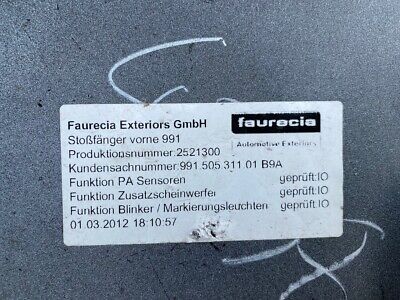 Faurecia Exteriors GmbH
faurecia
Automotive Exteriors
Stoßfänger vorne 991
Produktionsnummer:2521300
Kundensachnummer:991.505.311.01 B9A
Funktion PA Sensoren geprüft:IO
Funktion Zusatzscheinwerfer geprüft:IO
Funktion Blinker / Markierungsleuchten geprüft:IO
01.03.2012 18:10:57